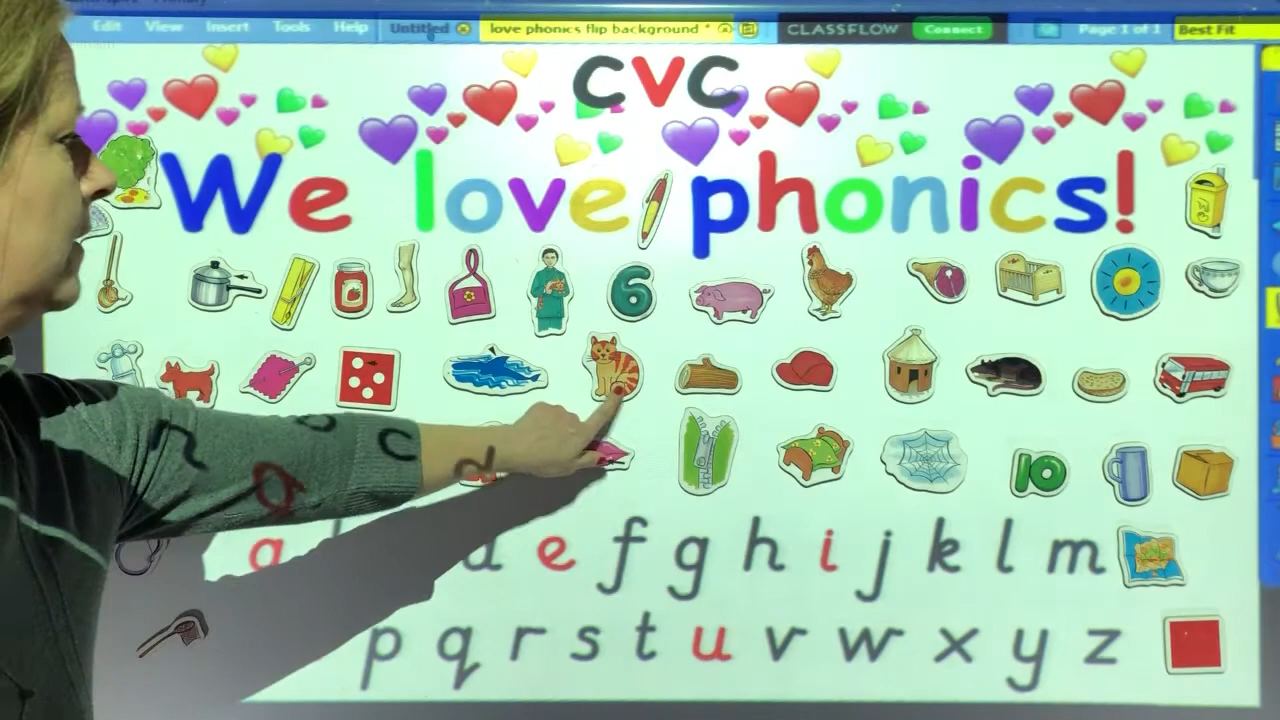 Edit View Insert Tools Help Untitled love phonics flip background * CLASSFLOW Connect Page 1 of 1 Best Fit
cvc
We love phonics!
6
10
a d e f g h i j k l m
p q r s t u v w x y z